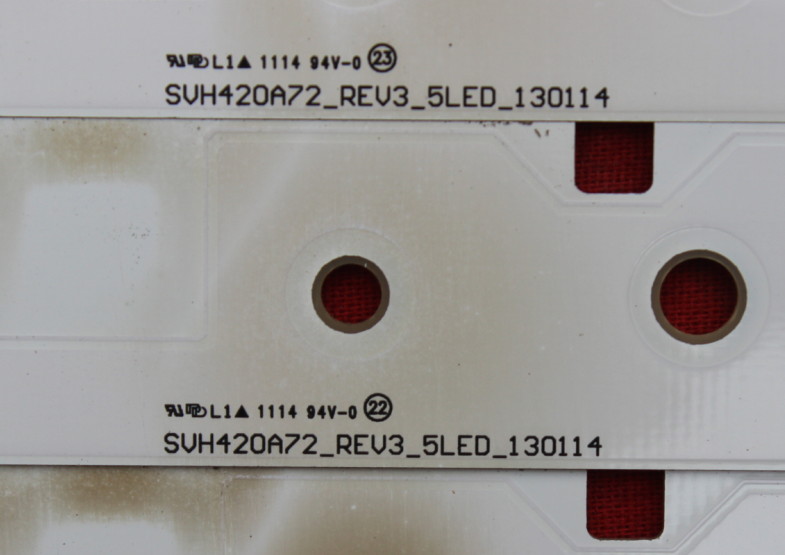 L1▲ 1114 94V-0 23
SVH420A72_REV3_5LED_130114
L1▲ 1114 94V-0 22
SVH420A72_REV3_5LED_130114